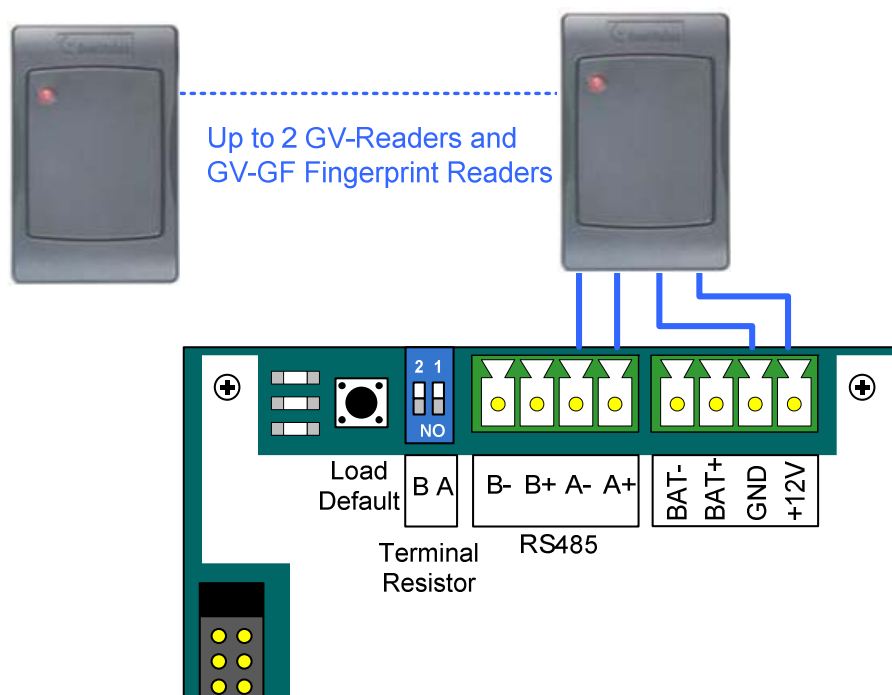 Up to 2 GV-Readers and
GV-GF Fingerprint Readers
2 1
NO
Load
Default
B A
B- B+ A- A+
BAT-
BAT+
GND
+12V
Terminal
Resistor
RS485